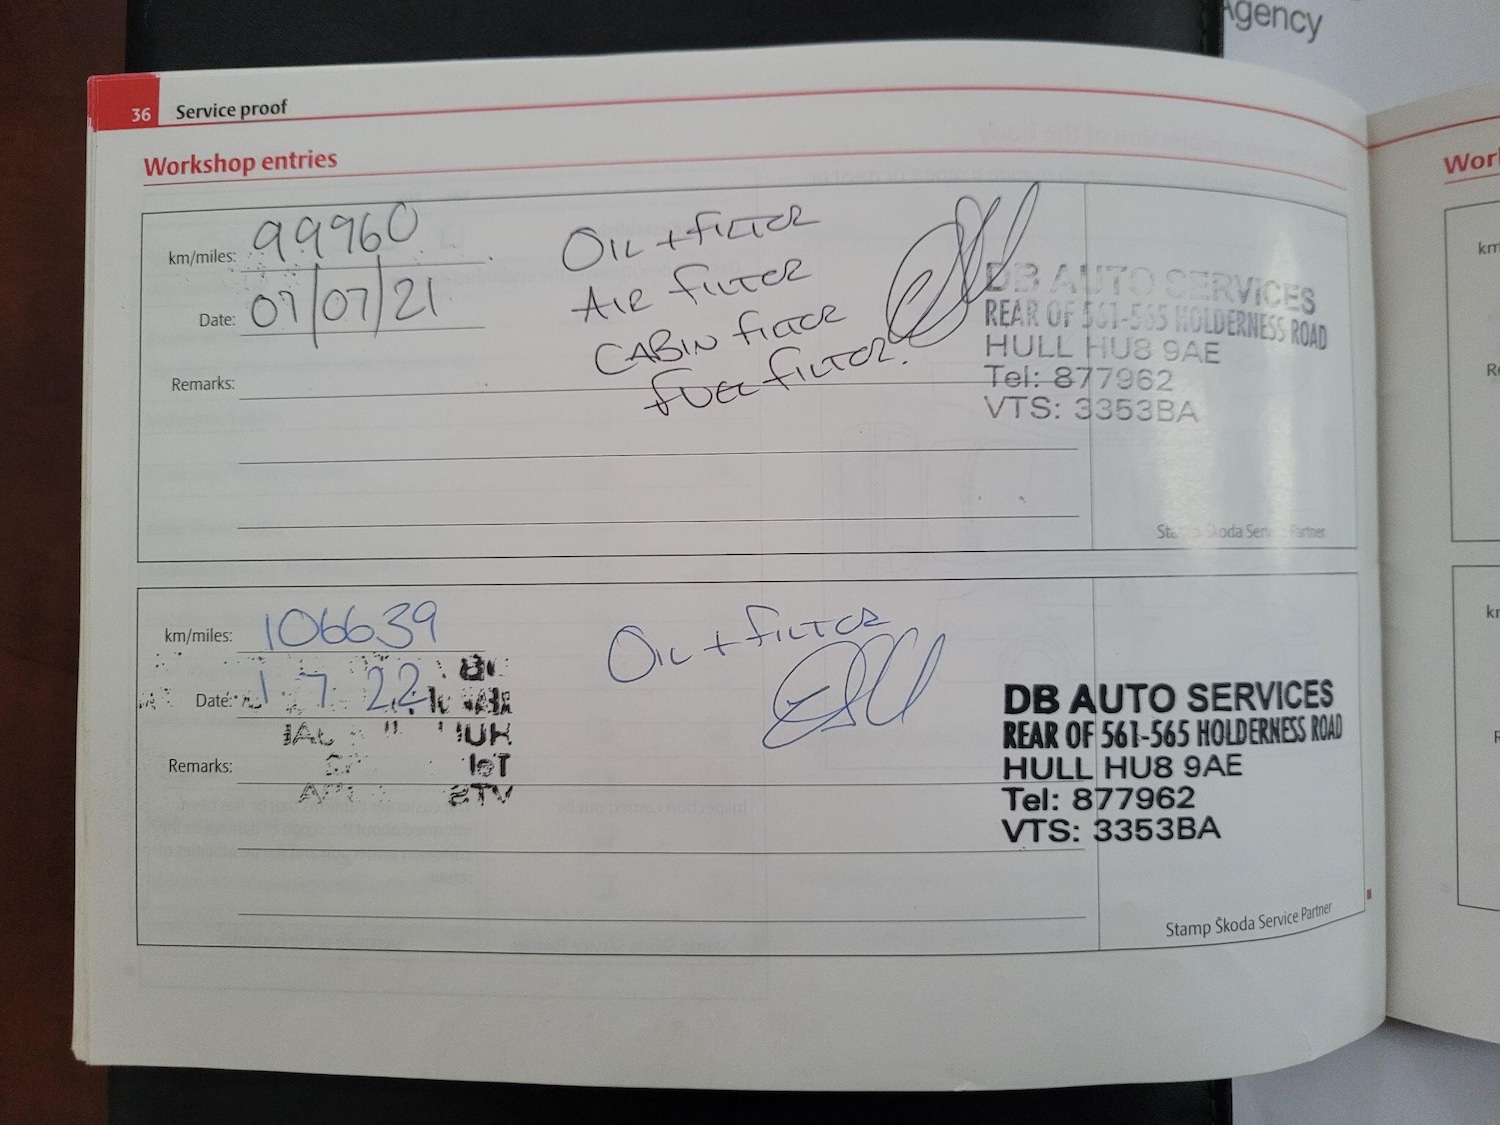 Agency
36 Service proof
Workshop entries
km/miles: 99960
Date: 07/07/21
Remarks:
OIL + FILTER
AIR FILTER
CABIN FILTER
FUEL FILTER.
DB AUTO SERVICES
REAR OF 561-565 HOLDERNESS ROAD
HULL HU8 9AE
Tel: 877962
VTS: 3353BA
Stamp Škoda Service Partner
km/miles: 106639
Date: 1 7 22
Remarks:
OIL + FILTER
DB AUTO SERVICES
REAR OF 561-565 HOLDERNESS ROAD
HULL HU8 9AE
Tel: 877962
VTS: 3353BA
Stamp Škoda Service Partner